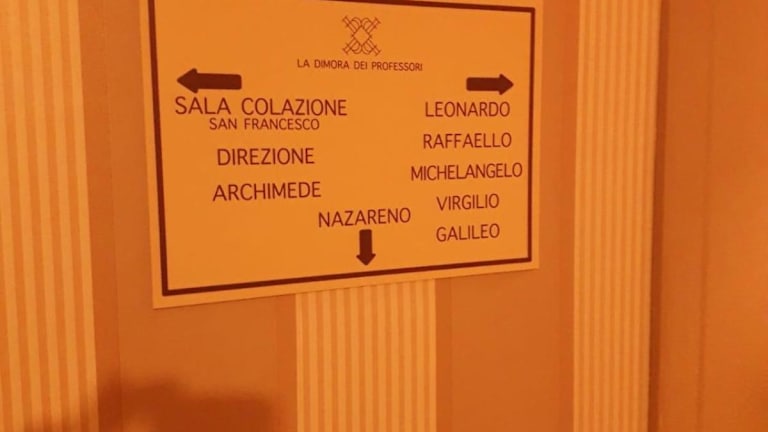 LA DIMORA DEI PROFESSORI
SALA COLAZIONE
SAN FRANCESCO
DIREZIONE
ARCHIMEDE
NAZARENO
LEONARDO
RAFFAELLO
MICHELANGELO
VIRGILIO
GALILEO